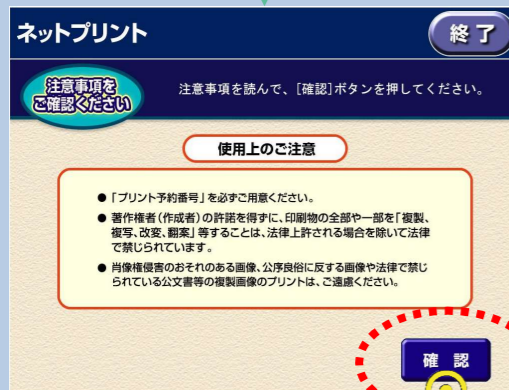 ネットプリント
終了
注意事項を
ご確認ください
注意事項を読んで、[確認]ボタンを押してください。
使用上のご注意
●「プリント予約番号」を必ずご用意ください。
● 著作権者(作成者)の許諾を得ずに、印刷物の全部や一部を「複製、
複写、改変、翻案」等することは、法律上許される場合を除いて法律
で禁じられています。
● 肖像権侵害のおそれのある画像、公序良俗に反する画像や法律で禁じ
られている公文書等の複製画像のプリントは、ご遠慮ください。
確 認